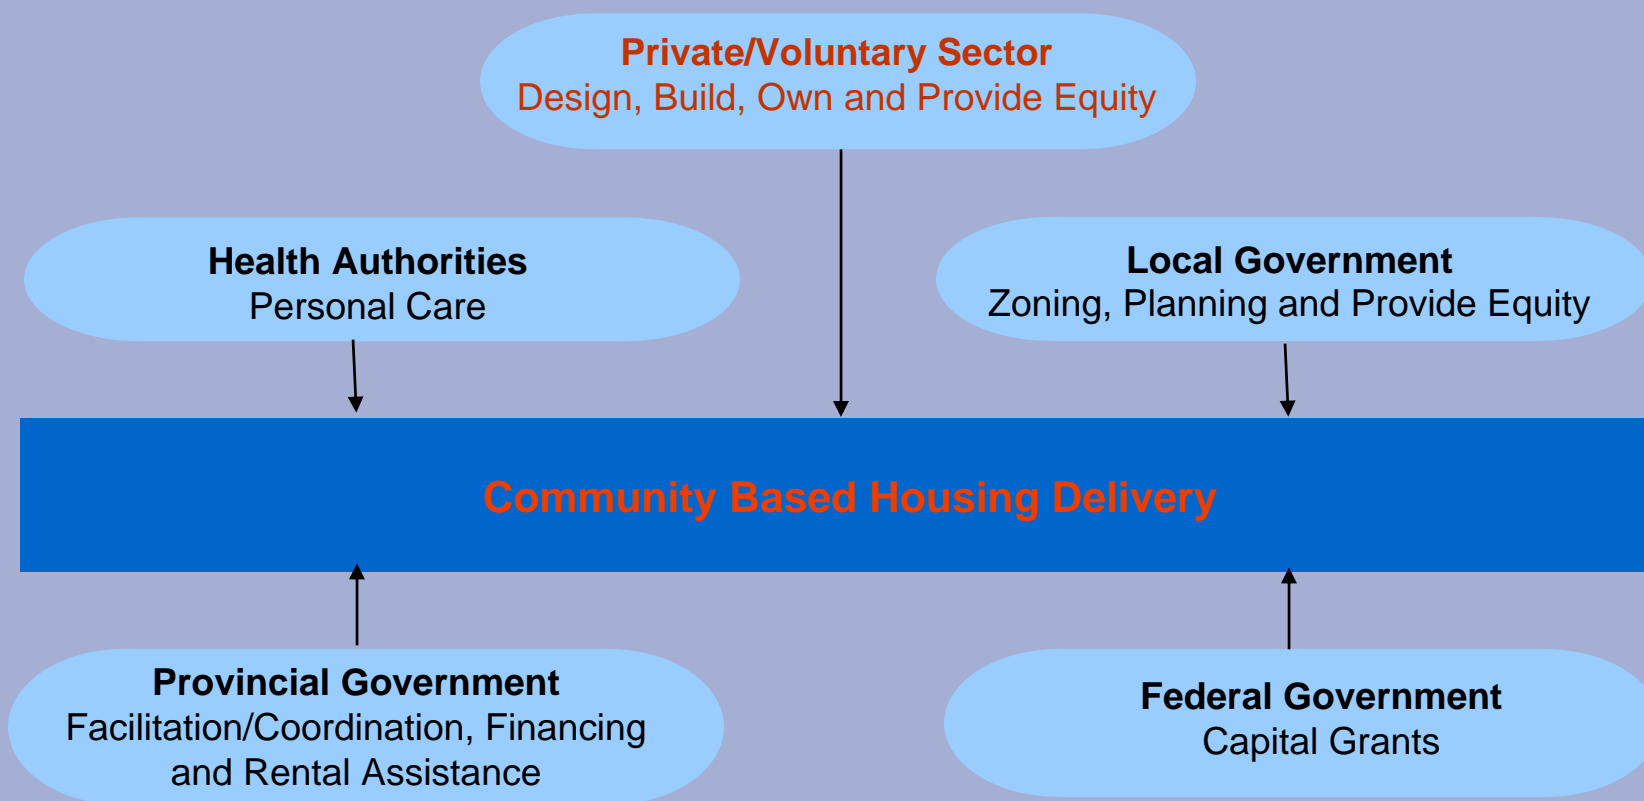 Private/Voluntary Sector
Design, Build, Own and Provide Equity
Health Authorities
Personal Care
Local Government
Zoning, Planning and Provide Equity
Community Based Housing Delivery
Provincial Government
Facilitation/Coordination, Financing
and Rental Assistance
Federal Government
Capital Grants